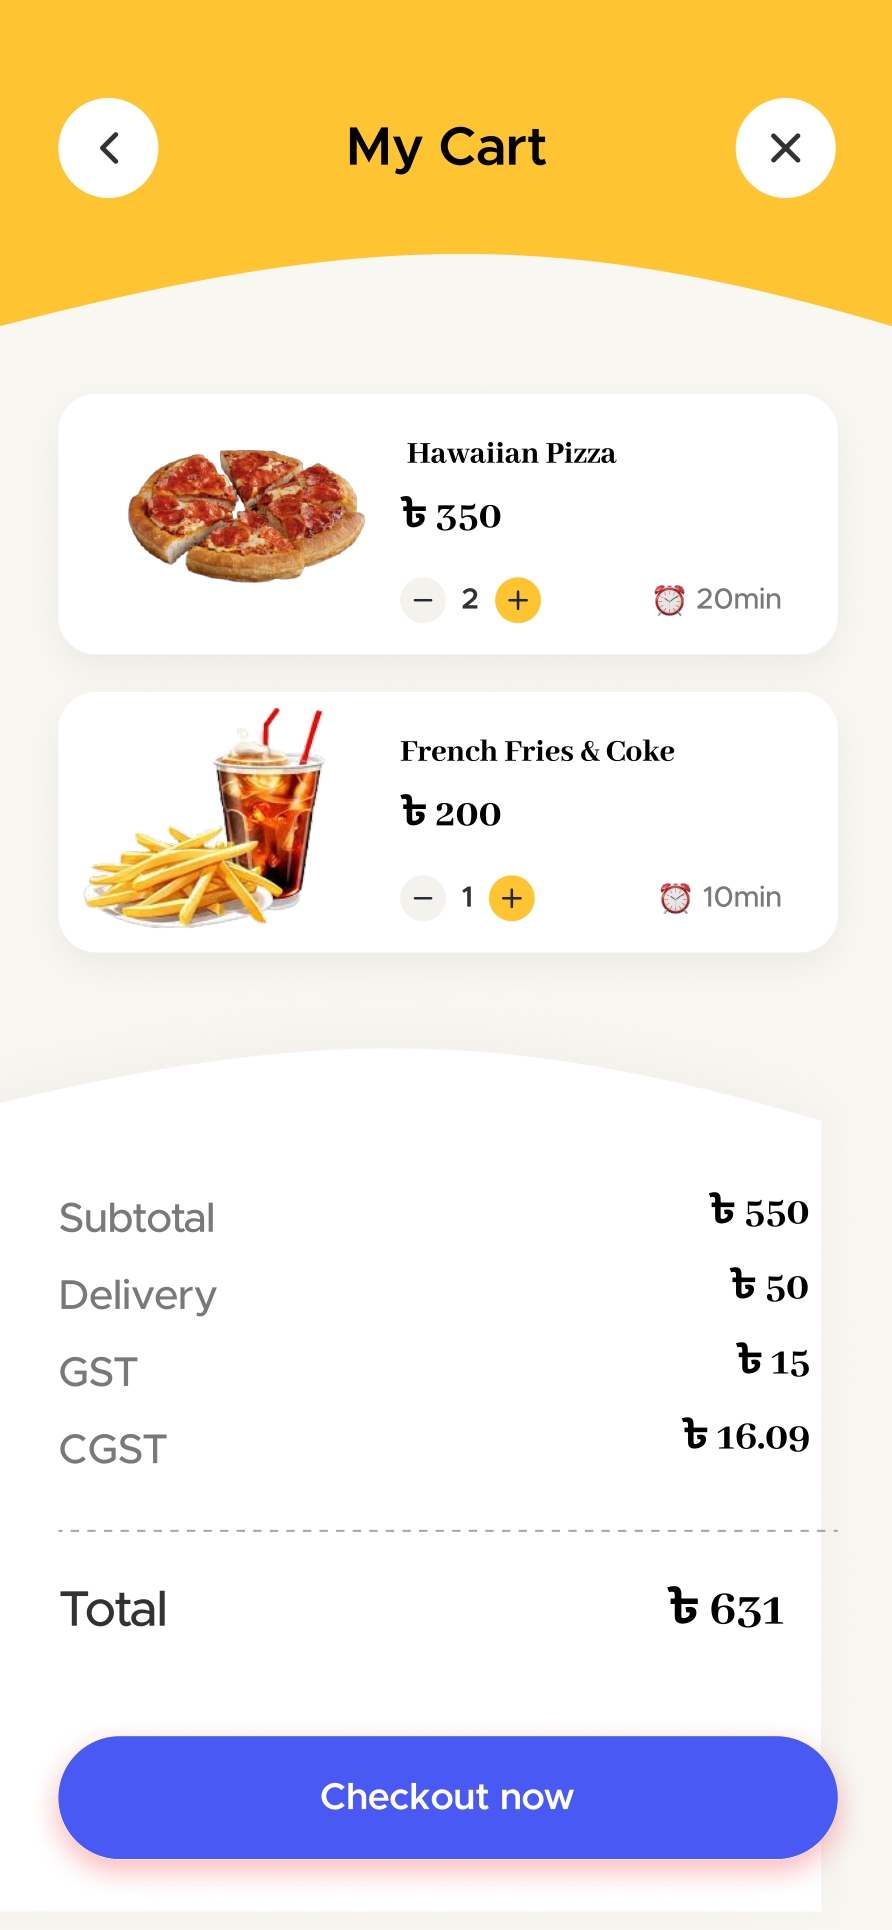 My Cart
Hawaiian Pizza
৳ 350
2
20min
French Fries & Coke
৳ 200
1
10min
Subtotal ৳ 550
Delivery ৳ 50
GST ৳ 15
CGST ৳ 16.09
Total ৳ 631
Checkout now